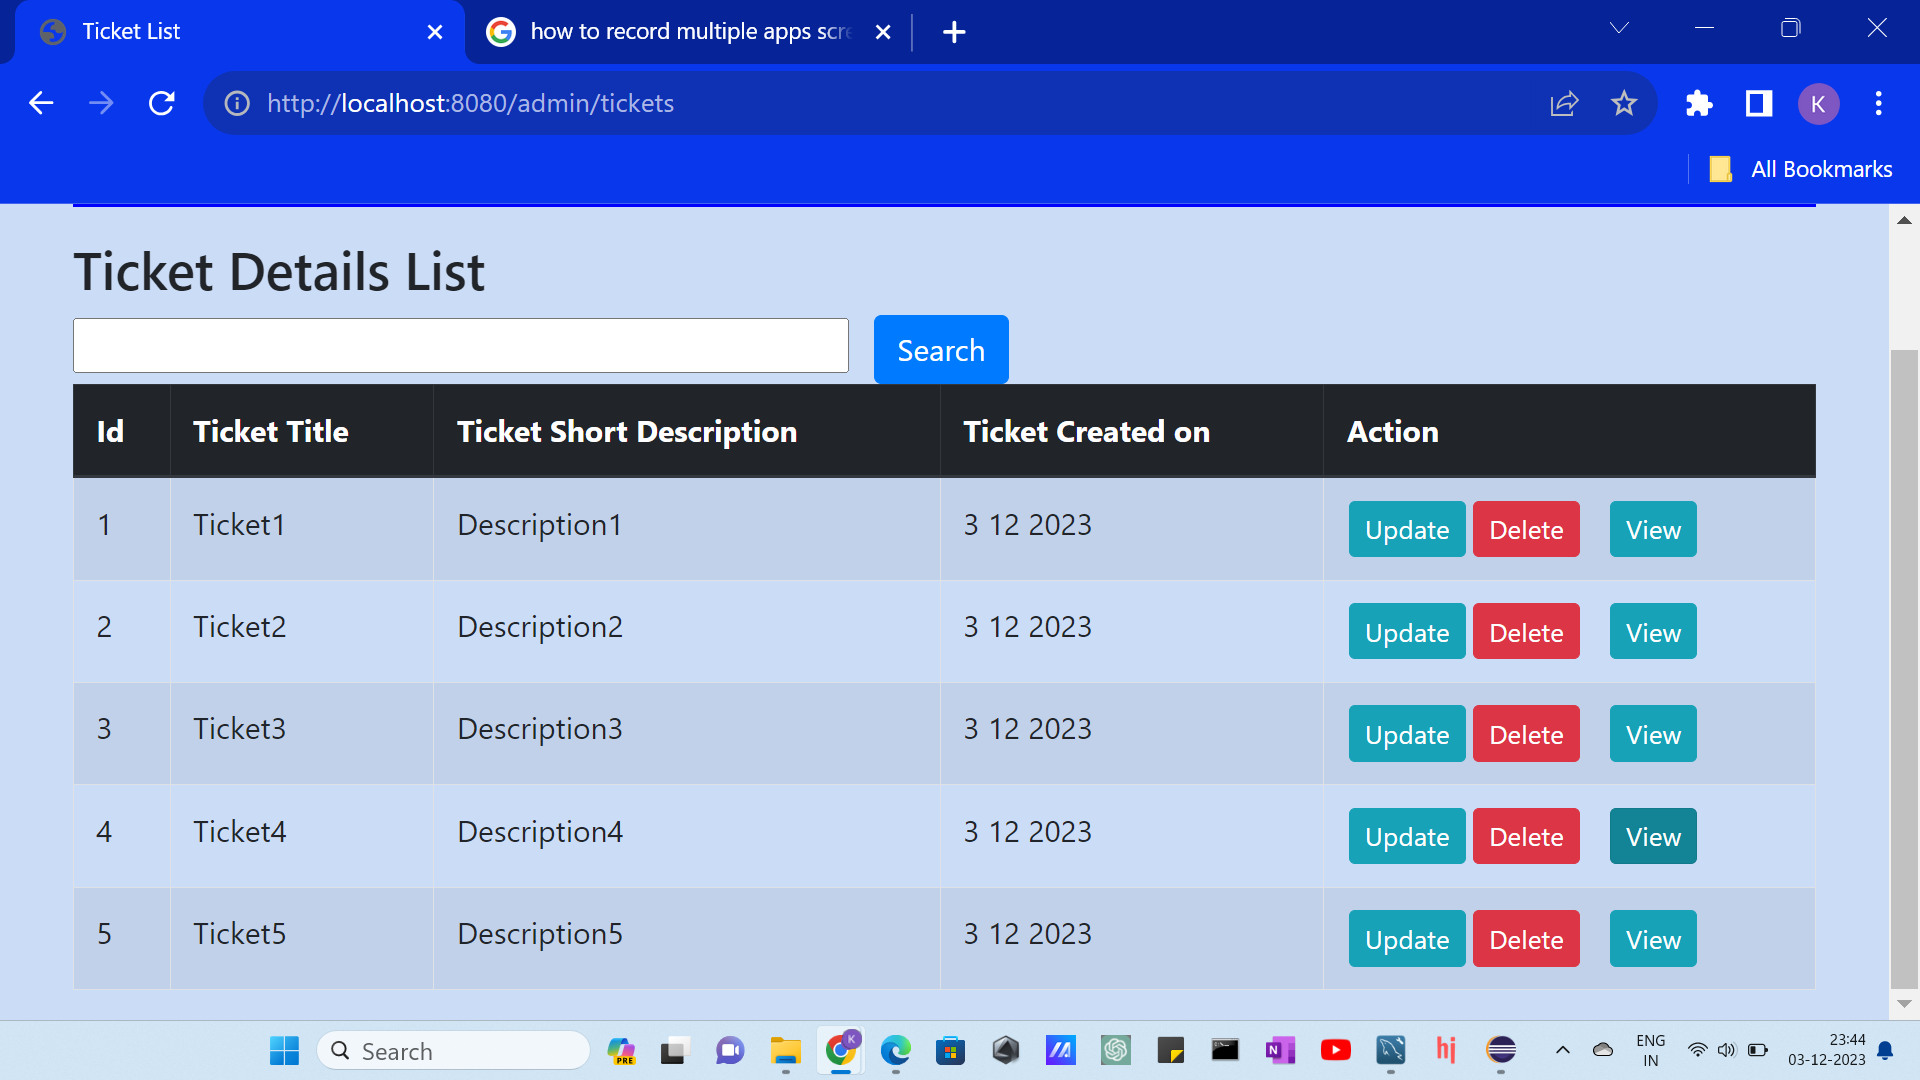 Ticket List
how to record multiple apps scre
http://localhost:8080/admin/tickets
K
All Bookmarks
Ticket Details List
Search
Id Ticket Title Ticket Short Description Ticket Created on Action
1 Ticket1 Description1 3 12 2023 Update Delete View
2 Ticket2 Description2 3 12 2023 Update Delete View
3 Ticket3 Description3 3 12 2023 Update Delete View
4 Ticket4 Description4 3 12 2023 Update Delete View
5 Ticket5 Description5 3 12 2023 Update Delete View
Search
PRE
K
N
hj
ENG
IN
23:44
03-12-2023